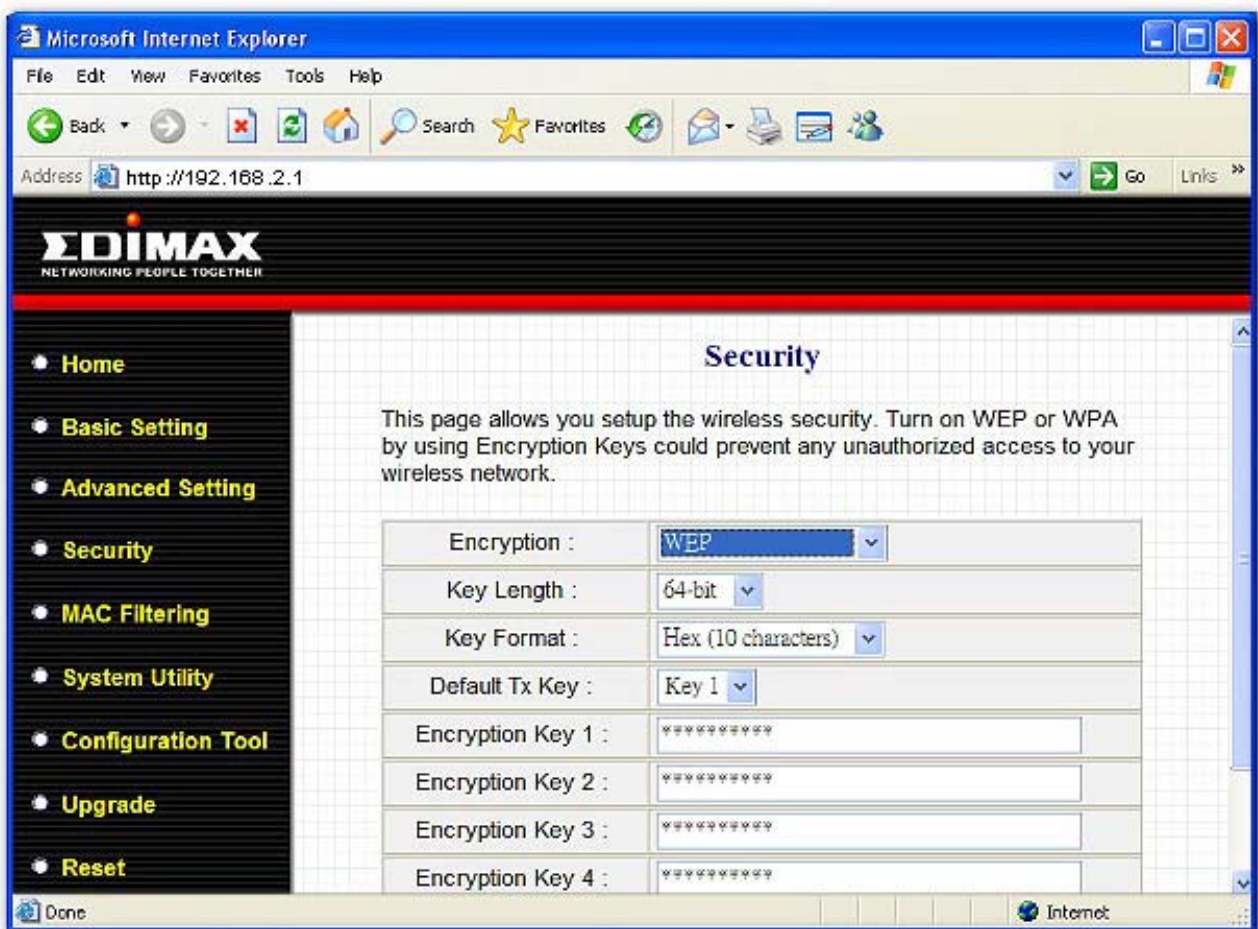 Microsoft Internet Explorer
File Edit View Favorites Tools Help
Back Search Favorites
Address http://192.168.2.1 Go Links »
EDIMAX
NETWORKING PEOPLE TOGETHER
Home
Basic Setting
Advanced Setting
Security
MAC Filtering
System Utility
Configuration Tool
Upgrade
Reset
Security
This page allows you setup the wireless security. Turn on WEP or WPA
by using Encryption Keys could prevent any unauthorized access to your
wireless network.
Encryption : WEP
Key Length : 64-bit
Key Format : Hex (10 characters)
Default Tx Key : Key 1
Encryption Key 1 : **********
Encryption Key 2 : **********
Encryption Key 3 : **********
Encryption Key 4 : **********
Done Internet